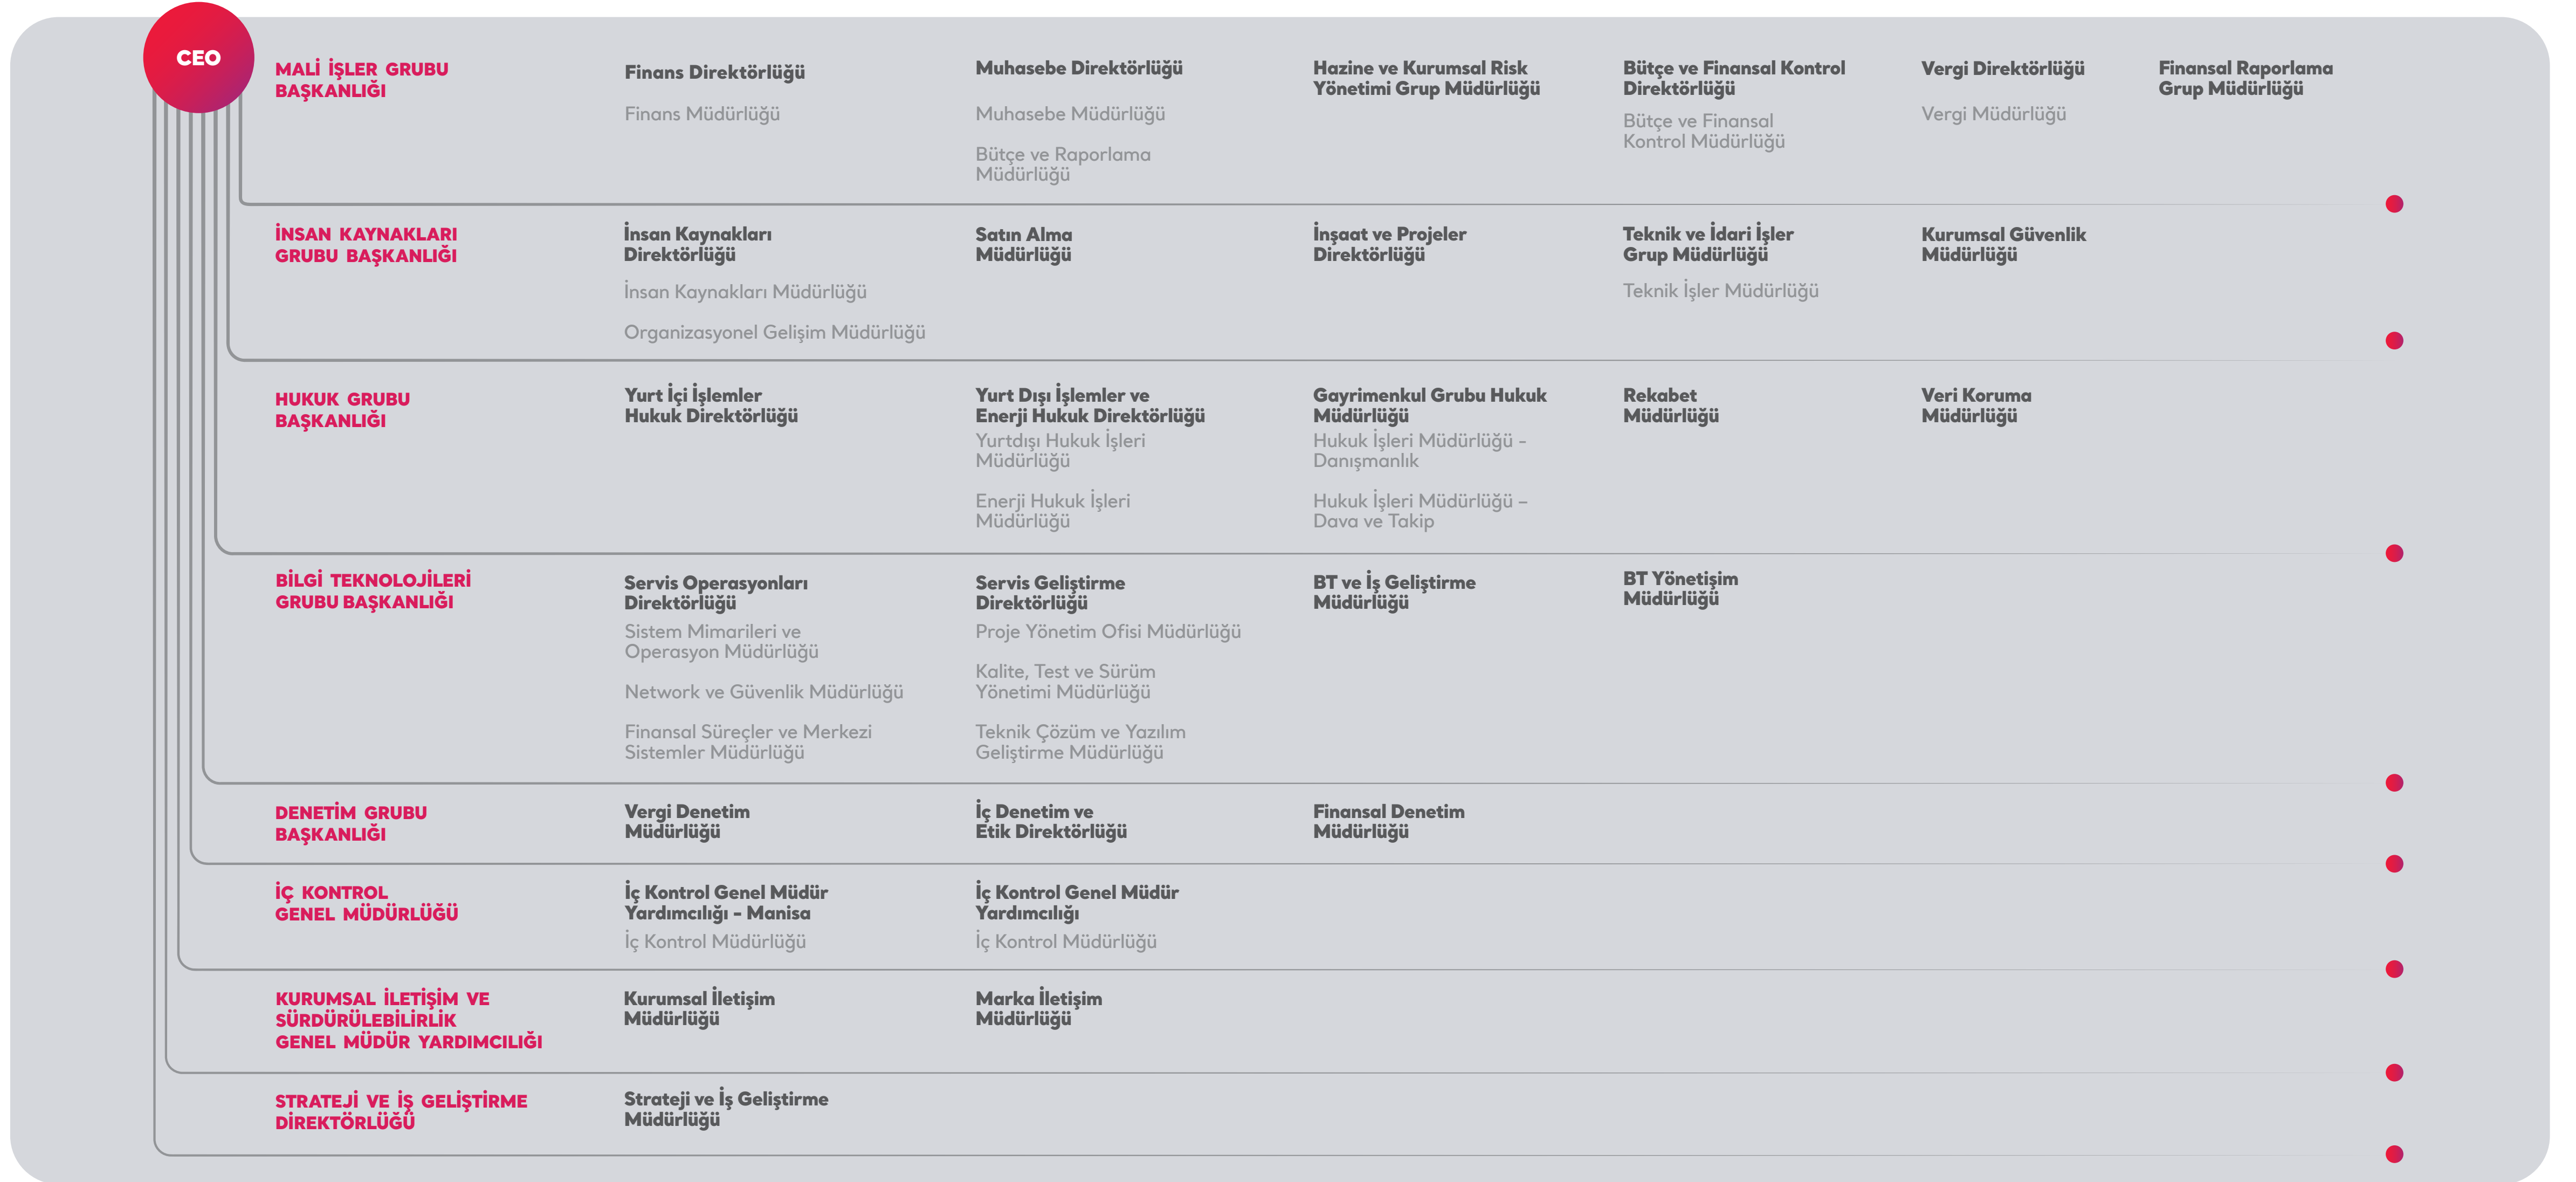 CEO
MALİ İŞLER GRUBU
BAŞKANLIĞI
Finans Direktörlüğü
Finans Müdürlüğü
Muhasebe Direktörlüğü
Muhasebe Müdürlüğü
Bütçe ve Raporlama
Müdürlüğü
Hazine ve Kurumsal Risk
Yönetimi Grup Müdürlüğü
Bütçe ve Finansal Kontrol
Direktörlüğü
Bütçe ve Finansal
Kontrol Müdürlüğü
Vergi Direktörlüğü
Vergi Müdürlüğü
Finansal Raporlama
Grup Müdürlüğü
İNSAN KAYNAKLARI
GRUBU BAŞKANLIĞI
İnsan Kaynakları
Direktörlüğü
İnsan Kaynakları Müdürlüğü
Organizasyonel Gelişim Müdürlüğü
Satın Alma
Müdürlüğü
İnşaat ve Projeler
Direktörlüğü
Teknik ve İdari İşler
Grup Müdürlüğü
Teknik İşler Müdürlüğü
Kurumsal Güvenlik
Müdürlüğü
HUKUK GRUBU
BAŞKANLIĞI
Yurt İçi İşlemler
Hukuk Direktörlüğü
Yurt Dışı İşlemler ve
Enerji Hukuk Direktörlüğü
Yurtdışı Hukuk İşleri
Müdürlüğü
Enerji Hukuk İşleri
Müdürlüğü
Gayrimenkul Grubu Hukuk
Müdürlüğü
Hukuk İşleri Müdürlüğü -
Danışmanlık
Hukuk İşleri Müdürlüğü –
Dava ve Takip
Rekabet
Müdürlüğü
Veri Koruma
Müdürlüğü
BİLGİ TEKNOLOJİLERİ
GRUBU BAŞKANLIĞI
Servis Operasyonları
Direktörlüğü
Sistem Mimarileri ve
Operasyon Müdürlüğü
Network ve Güvenlik Müdürlüğü
Finansal Süreçler ve Merkezi
Sistemler Müdürlüğü
Servis Geliştirme
Direktörlüğü
Proje Yönetim Ofisi Müdürlüğü
Kalite, Test ve Sürüm
Yönetimi Müdürlüğü
Teknik Çözüm ve Yazılım
Geliştirme Müdürlüğü
BT ve İş Geliştirme
Müdürlüğü
BT Yönetişim
Müdürlüğü
DENETİM GRUBU
BAŞKANLIĞI
Vergi Denetim
Müdürlüğü
İç Denetim ve
Etik Direktörlüğü
Finansal Denetim
Müdürlüğü
İÇ KONTROL
GENEL MÜDÜRLÜĞÜ
İç Kontrol Genel Müdür
Yardımcılığı - Manisa
İç Kontrol Müdürlüğü
İç Kontrol Genel Müdür
Yardımcılığı
İç Kontrol Müdürlüğü
KURUMSAL İLETİŞİM VE
SÜRDÜRÜLEBİLİRLİK
GENEL MÜDÜR YARDIMCILIĞI
Kurumsal İletişim
Müdürlüğü
Marka İletişim
Müdürlüğü
STRATEJİ VE İŞ GELİŞTİRME
DİREKTÖRLÜĞÜ
Strateji ve İş Geliştirme
Müdürlüğü